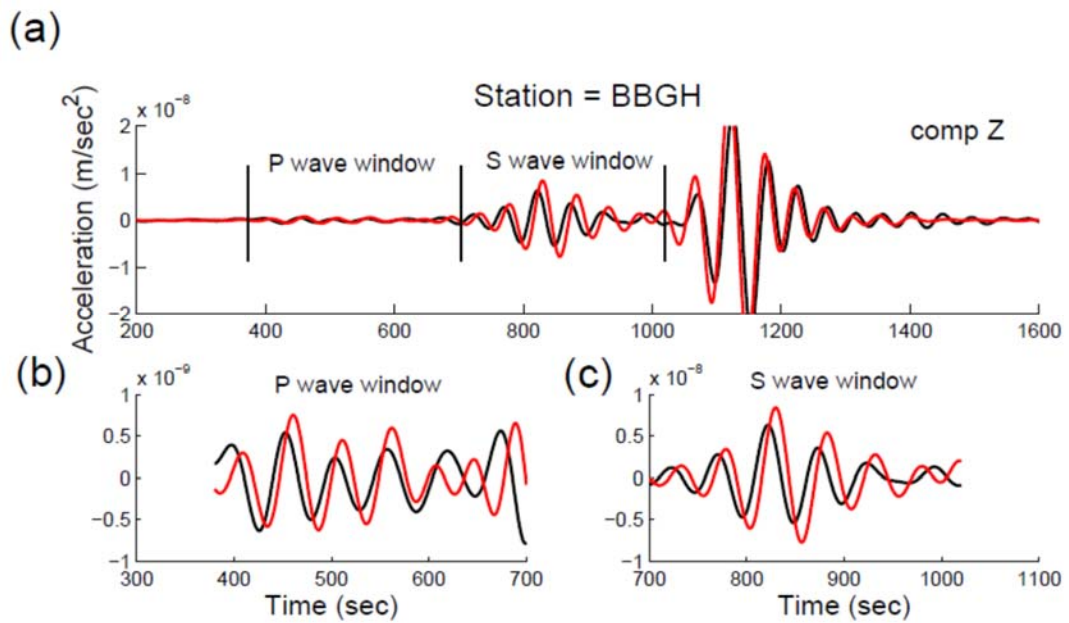 (a)
Station = BBGH
x 10⁻⁸
comp Z
Acceleration (m/sec²)
P wave window
S wave window
2
1
0
−1
−2
200
400
600
800
1000
1200
1400
1600
(b)
x 10⁻⁹
P wave window
1
0.5
0
−0.5
−1
300
400
500
600
700
Time (sec)
(c)
x 10⁻⁸
S wave window
1
0.5
0
−0.5
−1
700
800
900
1000
1100
Time (sec)